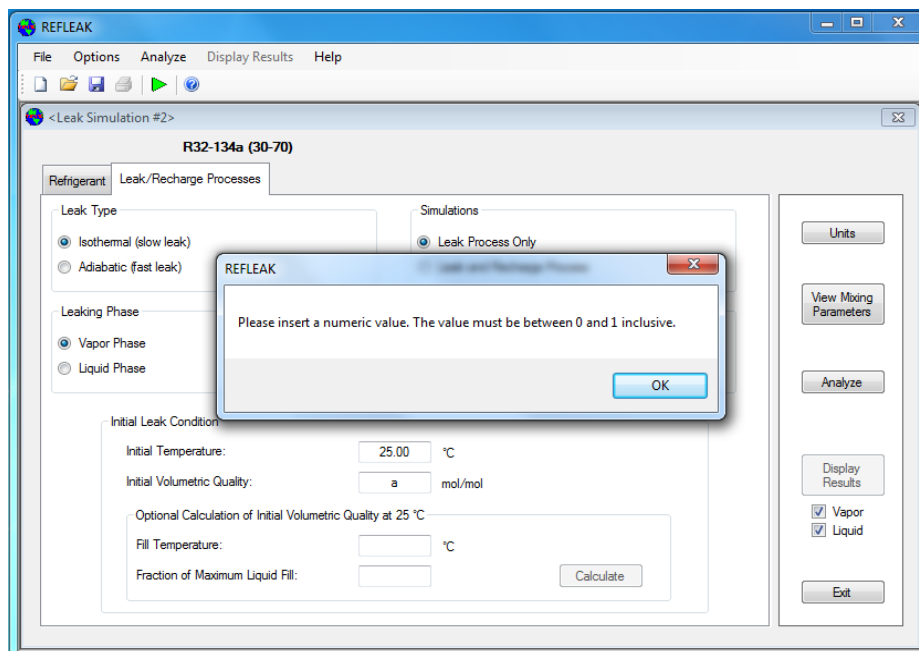 REFLEAK
File Options Analyze Display Results Help
<Leak Simulation #2>
R32-134a (30-70)
Refrigerant Leak/Recharge Processes
Leak Type
Isothermal (slow leak)
Adiabatic (fast leak)
Simulations
Leak Process Only
Leak and Recharge Process
REFLEAK
Please insert a numeric value. The value must be between 0 and 1 inclusive.
OK
Leaking Phase
Vapor Phase
Liquid Phase
Initial Leak Condition
Initial Temperature: 25.00 °C
Initial Volumetric Quality: a mol/mol
Optional Calculation of Initial Volumetric Quality at 25 °C
Fill Temperature: °C
Fraction of Maximum Liquid Fill: Calculate
Units
View Mixing
Parameters
Analyze
Display
Results
Vapor
Liquid
Exit